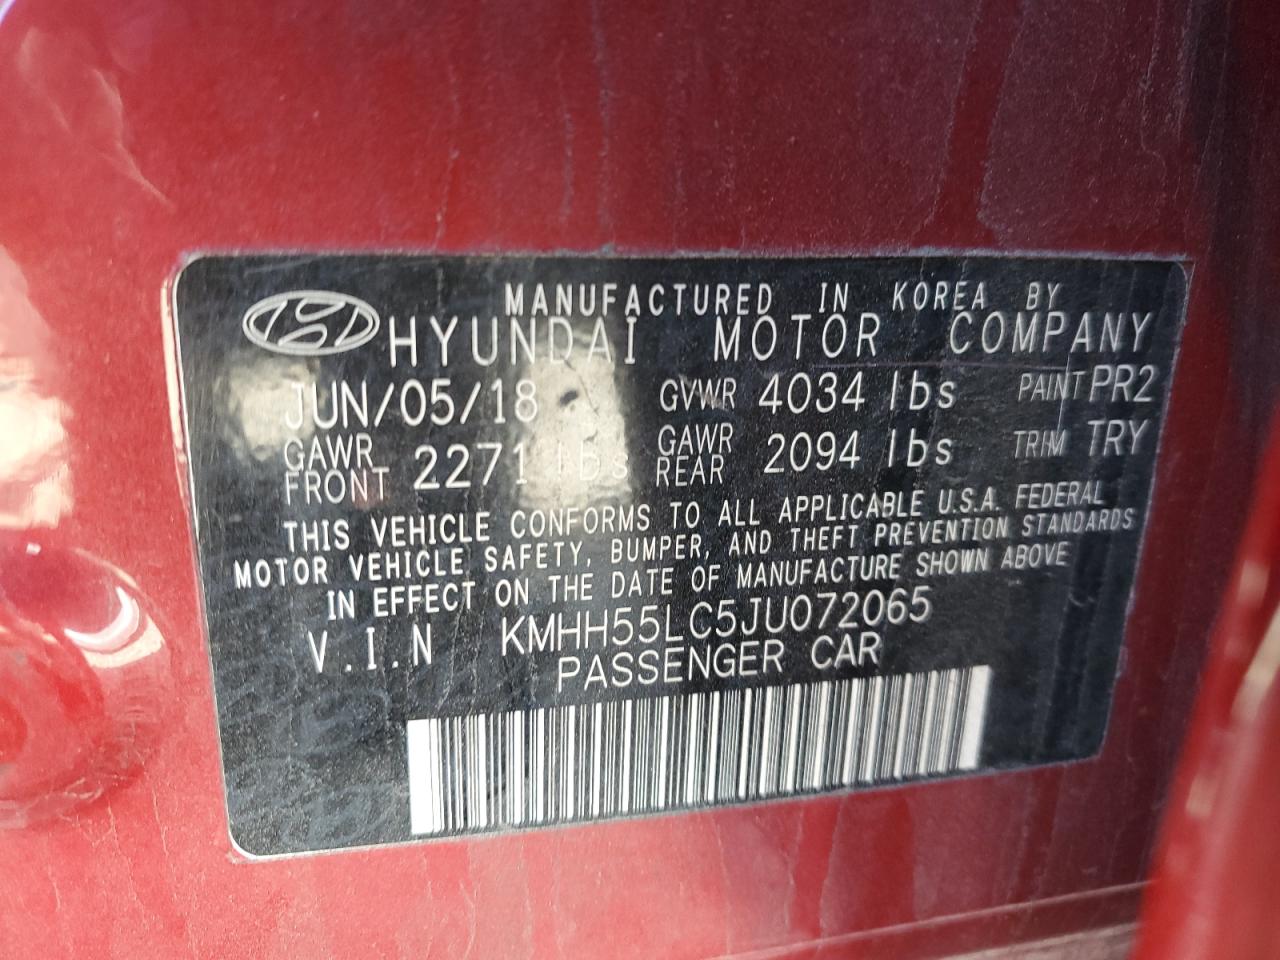 MANUFACTURED IN KOREA BY
HYUNDAI MOTOR COMPANY
JUN/05/18 GVWR 4034 lbs PAINT PR2
GAWR FRONT 2271 lbs GAWR REAR 2094 lbs TRIM TRY
THIS VEHICLE CONFORMS TO ALL APPLICABLE U.S.A. FEDERAL
MOTOR VEHICLE SAFETY, BUMPER, AND THEFT PREVENTION STANDARDS
IN EFFECT ON THE DATE OF MANUFACTURE SHOWN ABOVE
V.I.N KMHH55LC5JU072065
PASSENGER CAR